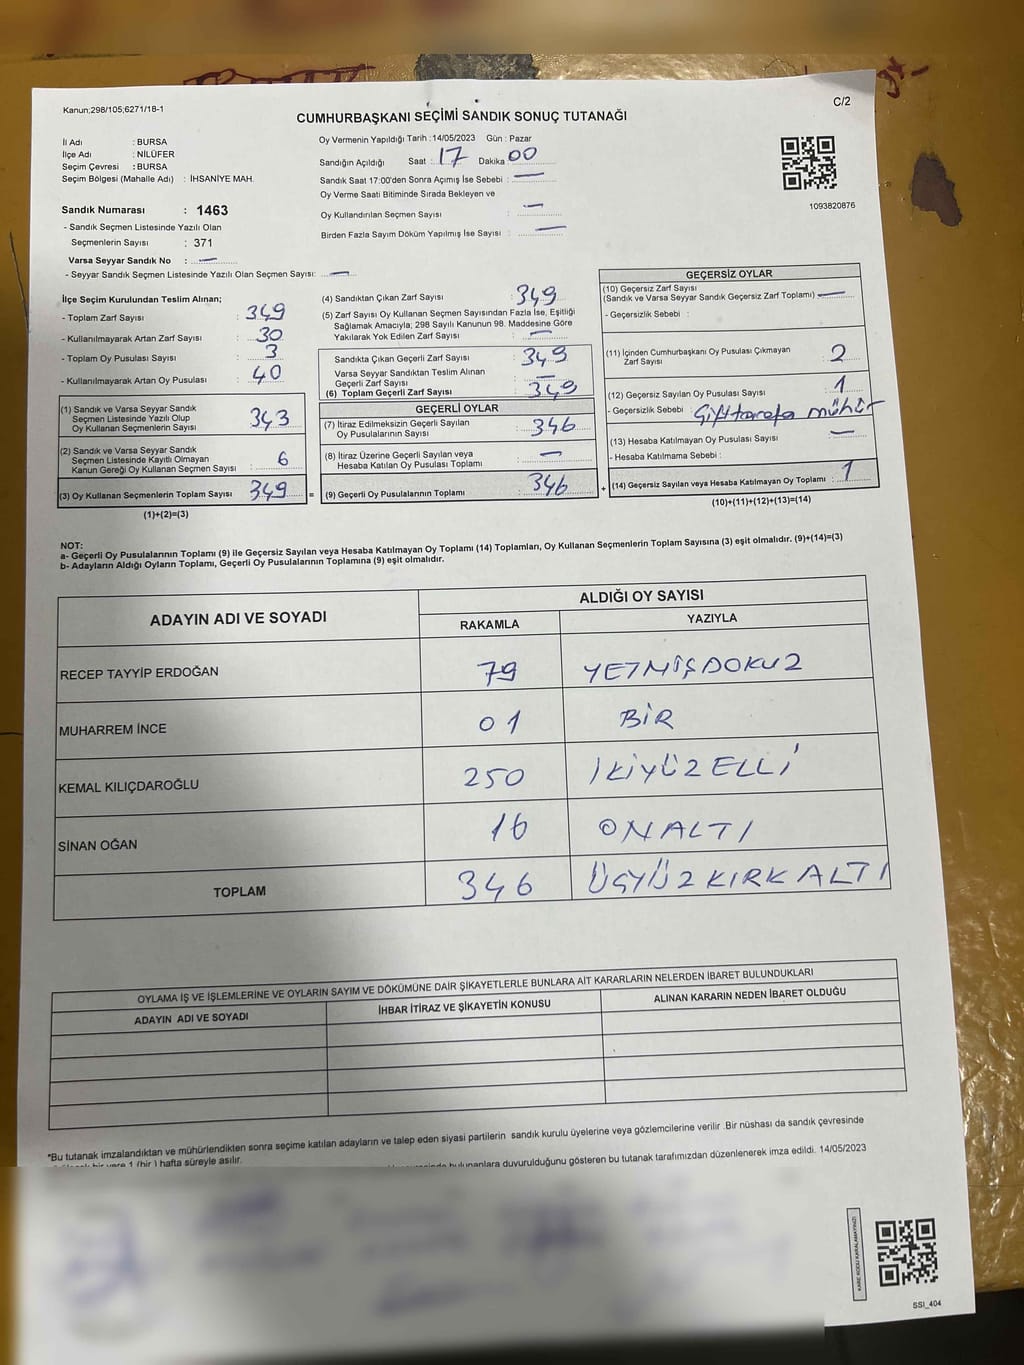 Kanun;298/105;6271/18-1
C/2
CUMHURBAŞKANI SEÇİMİ SANDIK SONUÇ TUTANAĞI
İl Adı : BURSA
İlçe Adı : NİLÜFER
Seçim Çevresi : BURSA
Seçim Bölgesi (Mahalle Adı) : İHSANİYE MAH.
Oy Vermenin Yapıldığı Tarih :14/05/2023 Gün : Pazar
Sandığın Açıldığı Saat : 17 Dakika 00
Sandık Saat 17:00'den Sonra Açımış İse Sebebi : —
Oy Verme Saati Bitiminde Sırada Bekleyen ve
Oy Kullandırılan Seçmen Sayısı : —
Birden Fazla Sayım Döküm Yapılmış İse Sayısı : —
1093820876
Sandık Numarası : 1463
- Sandık Seçmen Listesinde Yazılı Olan
Seçmenlerin Sayısı : 371
Varsa Seyyar Sandık No : —
- Seyyar Sandık Seçmen Listesinde Yazılı Olan Seçmen Sayısı: —
İlçe Seçim Kurulundan Teslim Alınan;
- Toplam Zarf Sayısı : 349
- Kullanılmayarak Artan Zarf Sayısı : 30
- Toplam Oy Pusulası Sayısı : 3
- Kullanılmayarak Artan Oy Pusulası : 40
(1) Sandık ve Varsa Seyyar Sandık
Seçmen Listesinde Yazılı Olup
Oy Kullanan Seçmenlerin Sayısı : 343
(2) Sandık ve Varsa Seyyar Sandık
Seçmen Listesinde Kayıtlı Olmayan
Kanun Gereği Oy Kullanan Seçmen Sayısı : 6
(3) Oy Kullanan Seçmenlerin Toplam Sayısı 349 =
(1)+(2)=(3)
(4) Sandıktan Çıkan Zarf Sayısı : 349
(5) Zarf Sayısı Oy Kullanan Seçmen Sayısından Fazla İse, Eşitliği
Sağlamak Amacıyla; 298 Sayılı Kanunun 98. Maddesine Göre
Yakılarak Yok Edilen Zarf Sayısı : —
Sandıkta Çıkan Geçerli Zarf Sayısı : 349
Varsa Seyyar Sandıktan Teslim Alınan
Geçerli Zarf Sayısı : —
(6) Toplam Geçerli Zarf Sayısı : 349
GEÇERLİ OYLAR
(7) İtiraz Edilmeksizin Geçerli Sayılan
Oy Pusulalarının Sayısı : 346
(8) İtiraz Üzerine Geçerli Sayılan veya
Hesaba Katılan Oy Pusulası Toplamı : —
(9) Geçerli Oy Pusulalarının Toplamı : 346 +
GEÇERSİZ OYLAR
(10) Geçersiz Zarf Sayısı
(Sandık ve Varsa Seyyar Sandık Geçersiz Zarf Toplamı) —
- Geçersizlik Sebebi :
(11) İçinden Cumhurbaşkanı Oy Pusulası Çıkmayan
Zarf Sayısı : 2
(12) Geçersiz Sayılan Oy Pusulası Sayısı : 1
- Geçersizlik Sebebi : Çift tarafa mühür
(13) Hesaba Katılmayan Oy Pusulası Sayısı : —
- Hesaba Katılmama Sebebi :
(14) Geçersiz Sayılan veya Hesaba Katılmayan Oy Toplamı : 1
(10)+(11)+(12)+(13)=(14)
NOT:
a- Geçerli Oy Pusulalarının Toplamı (9) ile Geçersiz Sayılan veya Hesaba Katılmayan Oy Toplamı (14) Toplamları, Oy Kullanan Seçmenlerin Toplam Sayısına (3) eşit olmalıdır. (9)+(14)=(3)
b- Adayların Aldığı Oyların Toplamı, Geçerli Oy Pusulalarının Toplamına (9) eşit olmalıdır.
ADAYIN ADI VE SOYADI ALDIĞI OY SAYISI
RAKAMLA YAZIYLA
RECEP TAYYİP ERDOĞAN 79 YETMİŞDOKUZ
MUHARREM İNCE 01 BİR
KEMAL KILIÇDAROĞLU 250 İKİYÜZELLİ
SİNAN OĞAN 16 ONALTI
TOPLAM 346 ÜÇYÜZKIRKALTI
OYLAMA İŞ VE İŞLEMLERİNE VE OYLARIN SAYIM VE DÖKÜMÜNE DAİR ŞİKAYETLERLE BUNLARA AİT KARARLARIN NELERDEN İBARET BULUNDUKLARI
ADAYIN ADI VE SOYADI İHBAR İTİRAZ VE ŞİKAYETİN KONUSU ALINAN KARARIN NEDEN İBARET OLDUĞU
*Bu tutanak imzalandıktan ve mühürlendikten sonra seçime katılan adayların ve talep eden siyasi partilerin sandık kurulu üyelerine veya gözlemcilerine verilir .Bir nüshası da sandık çevresinde
bir yere 1 (bir ) hafta süreyle asılır.
bulunanlara duyurulduğunu gösteren bu tutanak tarafımızdan düzenlenerek imza edildi. 14/05/2023
KARE KODU KARALAMAYINIZ!
SSI_404